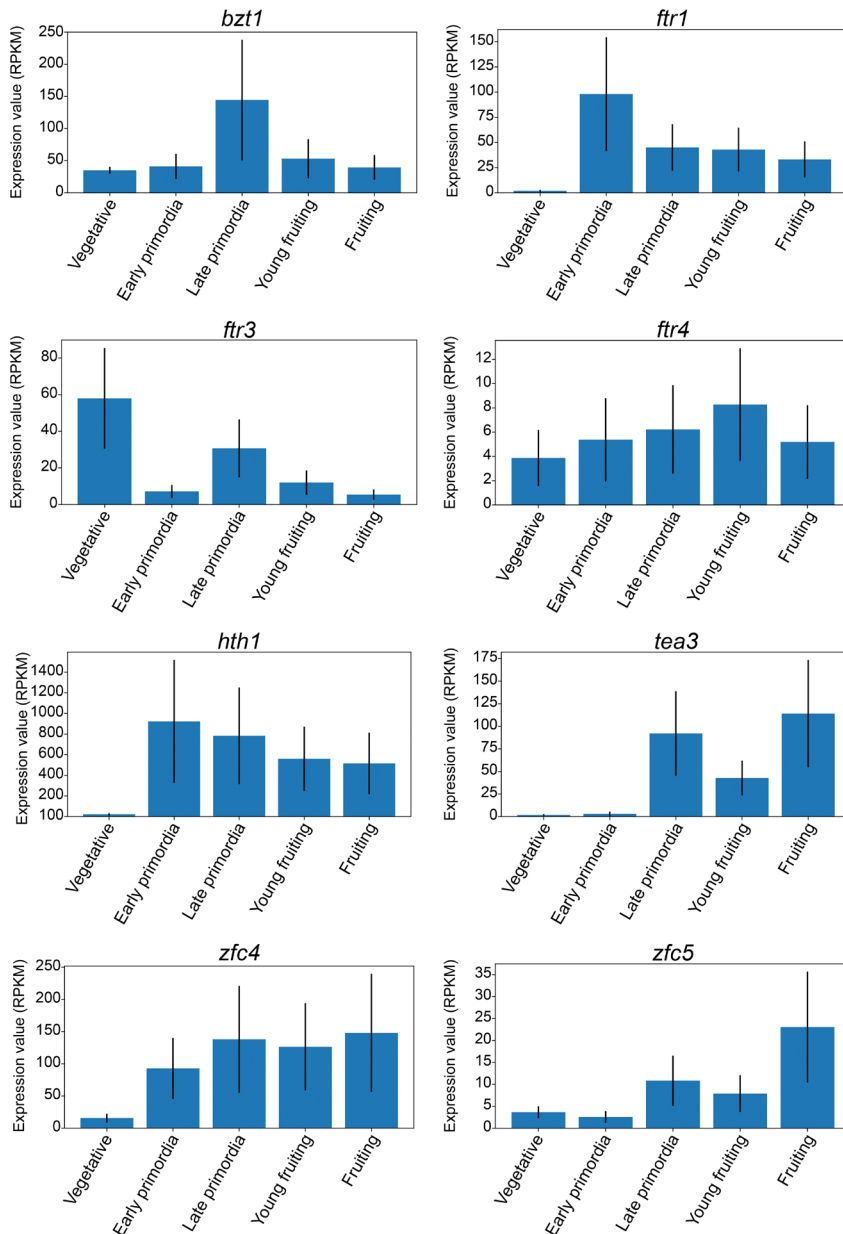 bzt1
Expression value (RPKM)
250
200
150
100
50
0
Vegetative
Early primordia
Late primordia
Young fruiting
Fruiting
ftr1
Expression value (RPKM)
150
125
100
75
50
25
0
Vegetative
Early primordia
Late primordia
Young fruiting
Fruiting
ftr3
Expression value (RPKM)
80
60
40
20
0
Vegetative
Early primordia
Late primordia
Young fruiting
Fruiting
ftr4
Expression value (RPKM)
12
10
8
6
4
2
0
Vegetative
Early primordia
Late primordia
Young fruiting
Fruiting
hth1
Expression value (RPKM)
1400
1200
1000
800
600
400
200
100
Vegetative
Early primordia
Late primordia
Young fruiting
Fruiting
tea3
Expression value (RPKM)
175
150
125
100
75
50
25
0
Vegetative
Early primordia
Late primordia
Young fruiting
Fruiting
zfc4
Expression value (RPKM)
250
200
150
100
50
0
Vegetative
Early primordia
Late primordia
Young fruiting
Fruiting
zfc5
Expression value (RPKM)
35
30
25
20
15
10
5
0
Vegetative
Early primordia
Late primordia
Young fruiting
Fruiting